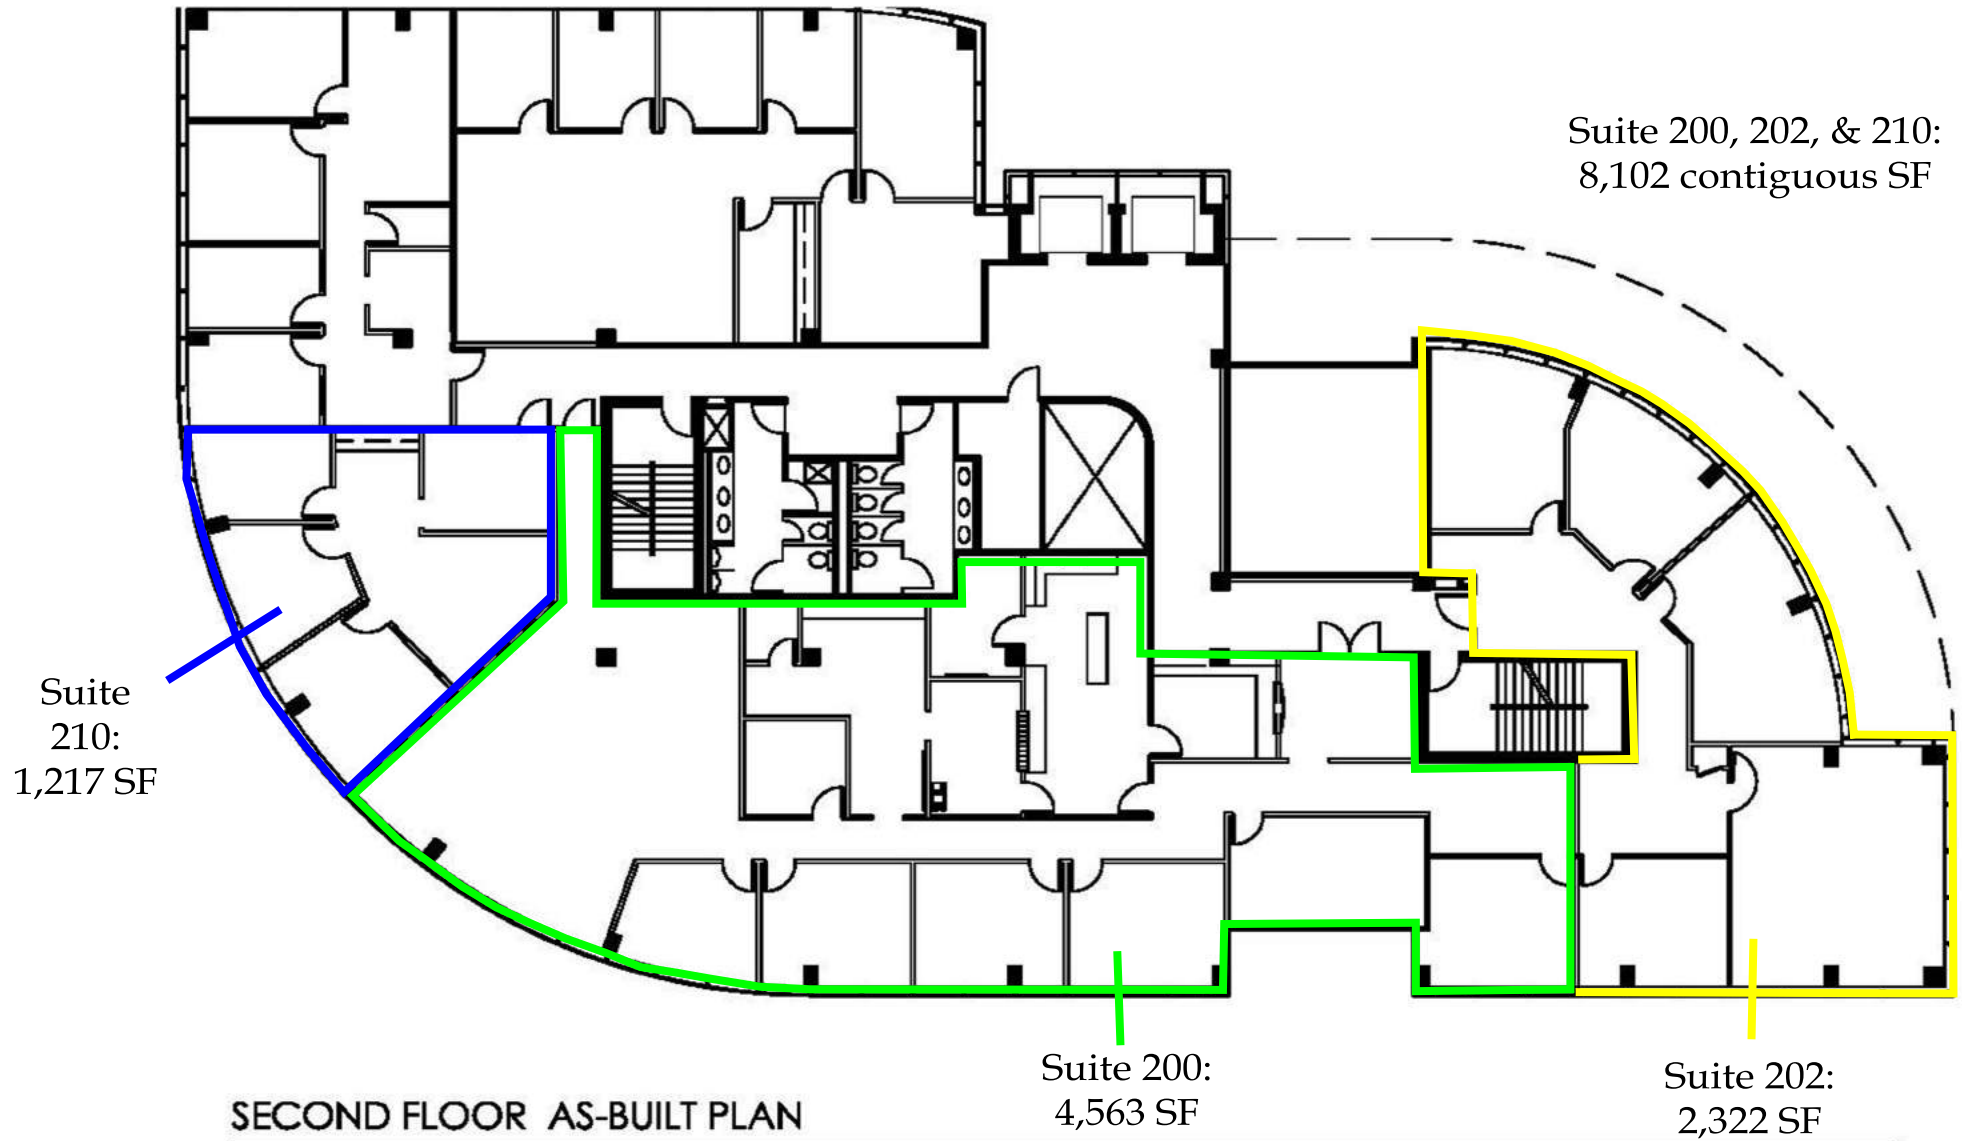 Suite 200, 202, & 210:
8,102 contiguous SF
Suite
210:
1,217 SF
Suite 200:
4,563 SF
Suite 202:
2,322 SF
SECOND FLOOR AS-BUILT PLAN